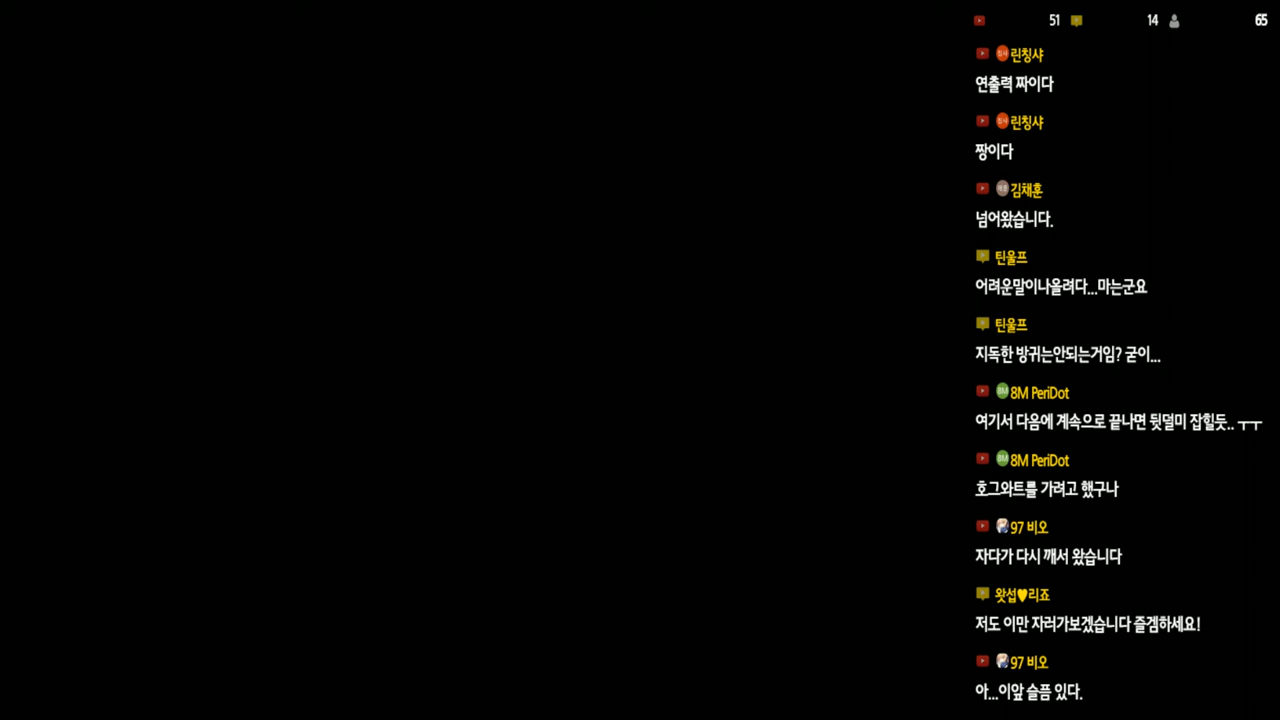 51 14 65
린칭샤
연출력 짜이다
린칭샤
짱이다
김채훈
넘어왔습니다.
틴울프
어려운말이나올려다...마는군요
틴울프
지독한 방귀는안되는거임? 굳이...
8M PeriDot
여기서 다음에 계속으로 끝나면 뒷덜미 잡힐듯.. ㅜㅜ
8M PeriDot
호그와트를 가려고 했구나
97 비오
자다가 다시 깨서 왔습니다
왓섭♥리죠
저도 이만 자러가보겠습니다 즐겜하세요!
97 비오
아...이앞 슬픔 있다.